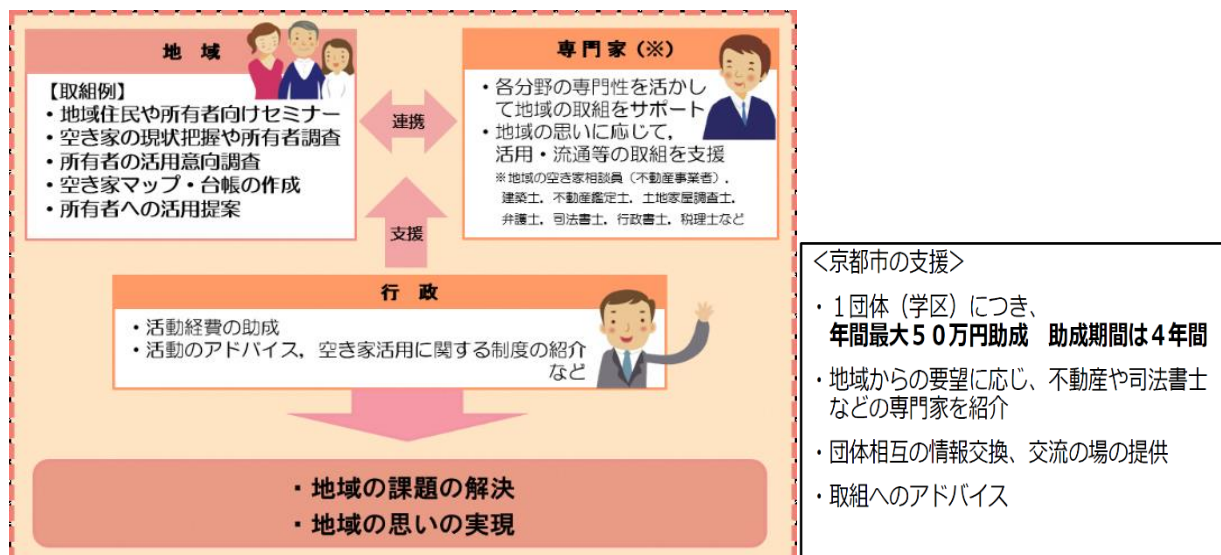 地域
【取組例】
・地域住民や所有者向けセミナー
・空き家の現状把握や所有者調査
・所有者の活用意向調査
・空き家マップ・台帳の作成
・所有者への活用提案
連携
専門家（※）
・各分野の専門性を活かし
て地域の取組をサポート
・地域の思いに応じて，
活用・流通等の取組を支援
※地域の空き家相談員（不動産事業者），
建築士，不動産鑑定士，土地家屋調査士，
弁護士，司法書士，行政書士，税理士など
支援
行政
・活動経費の助成
・活動のアドバイス，空き家活用に関する制度の紹介
など
・地域の課題の解決
・地域の思いの実現
＜京都市の支援＞
・１団体（学区）につき、
年間最大５０万円助成　助成期間は４年間
・地域からの要望に応じ、不動産や司法書士
などの専門家を紹介
・団体相互の情報交換、交流の場の提供
・取組へのアドバイス